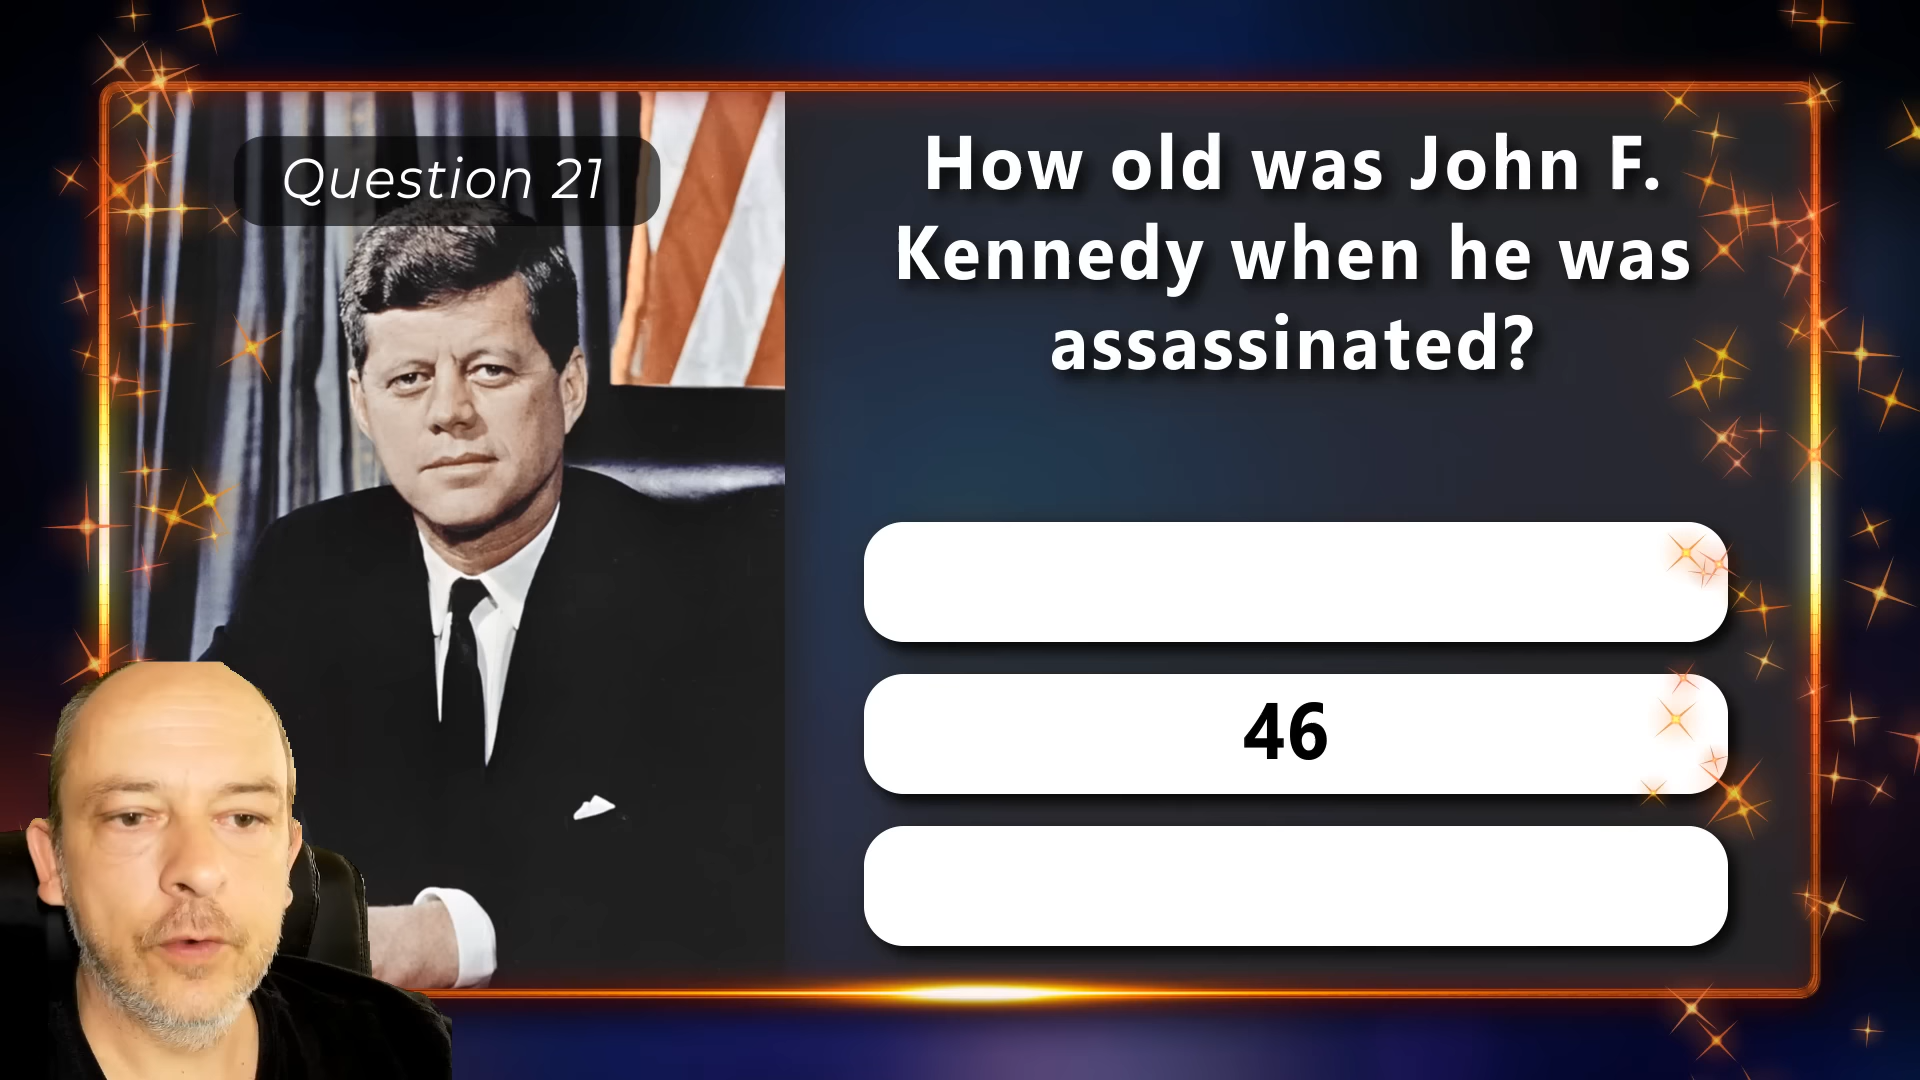 Question 21
How old was John F.
Kennedy when he was
assassinated?
46